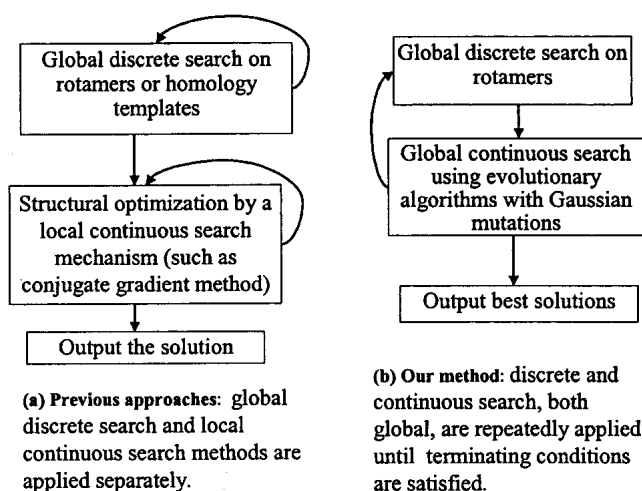 Global discrete search on
rotamers or homology
templates
Structural optimization by a
local continuous search
mechanism (such as
conjugate gradient method)
Output the solution
(a) Previous approaches: global
discrete search and local
continuous search methods are
applied separately.
Global discrete search on
rotamers
Global continuous search
using evolutionary
algorithms with Gaussian
mutations
Output best solutions
(b) Our method: discrete and
continuous search, both
global, are repeatedly applied
until terminating conditions
are satisfied.